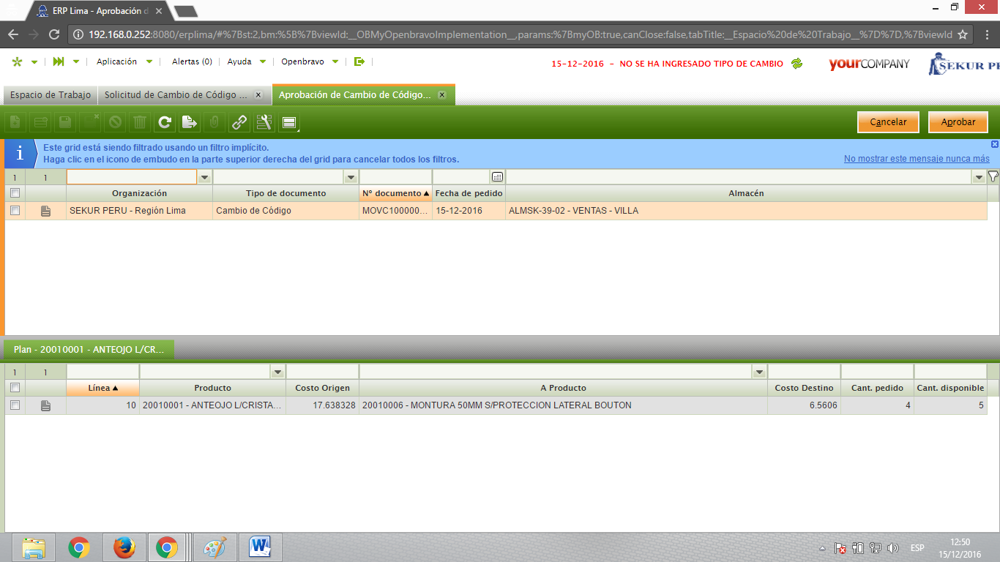 ERP Lima - Aprobación d
192.168.0.252:8080/erplima/#%7Bst:2,bm:%5B%7BviewId:__OBMyOpenbravoImplementation__,params:%7BmyOB:true,canClose:false,tabTitle:__Espacio%20de%20Trabajo__%7D%7D,%7BviewId
Aplicación Alertas (0) Ayuda Openbravo 15-12-2016 - NO SE HA INGRESADO TIPO DE CAMBIO yourCOMPANY SEKUR PE
Espacio de Trabajo Solicitud de Cambio de Código ... Aprobación de Cambio de Código...
Cancelar Aprobar
Este grid está siendo filtrado usando un filtro implícito.
Haga clic en el icono de embudo en la parte superior derecha del grid para cancelar todos los filtros. No mostrar este mensaje nunca más
1 1
Organización Tipo de documento Nº documento Fecha de pedido Almacén
SEKUR PERU - Región Lima Cambio de Código MOVC100000... 15-12-2016 ALMSK-39-02 - VENTAS - VILLA
Plan - 20010001 - ANTEOJO L/CR...
1 1
Línea Producto Costo Origen A Producto Costo Destino Cant. pedido Cant. disponible
10 20010001 - ANTEOJO L/CRISTA... 17.638328 20010006 - MONTURA 50MM S/PROTECCION LATERAL BOUTON 6.5606 4 5
ESP 12:50
15/12/2016